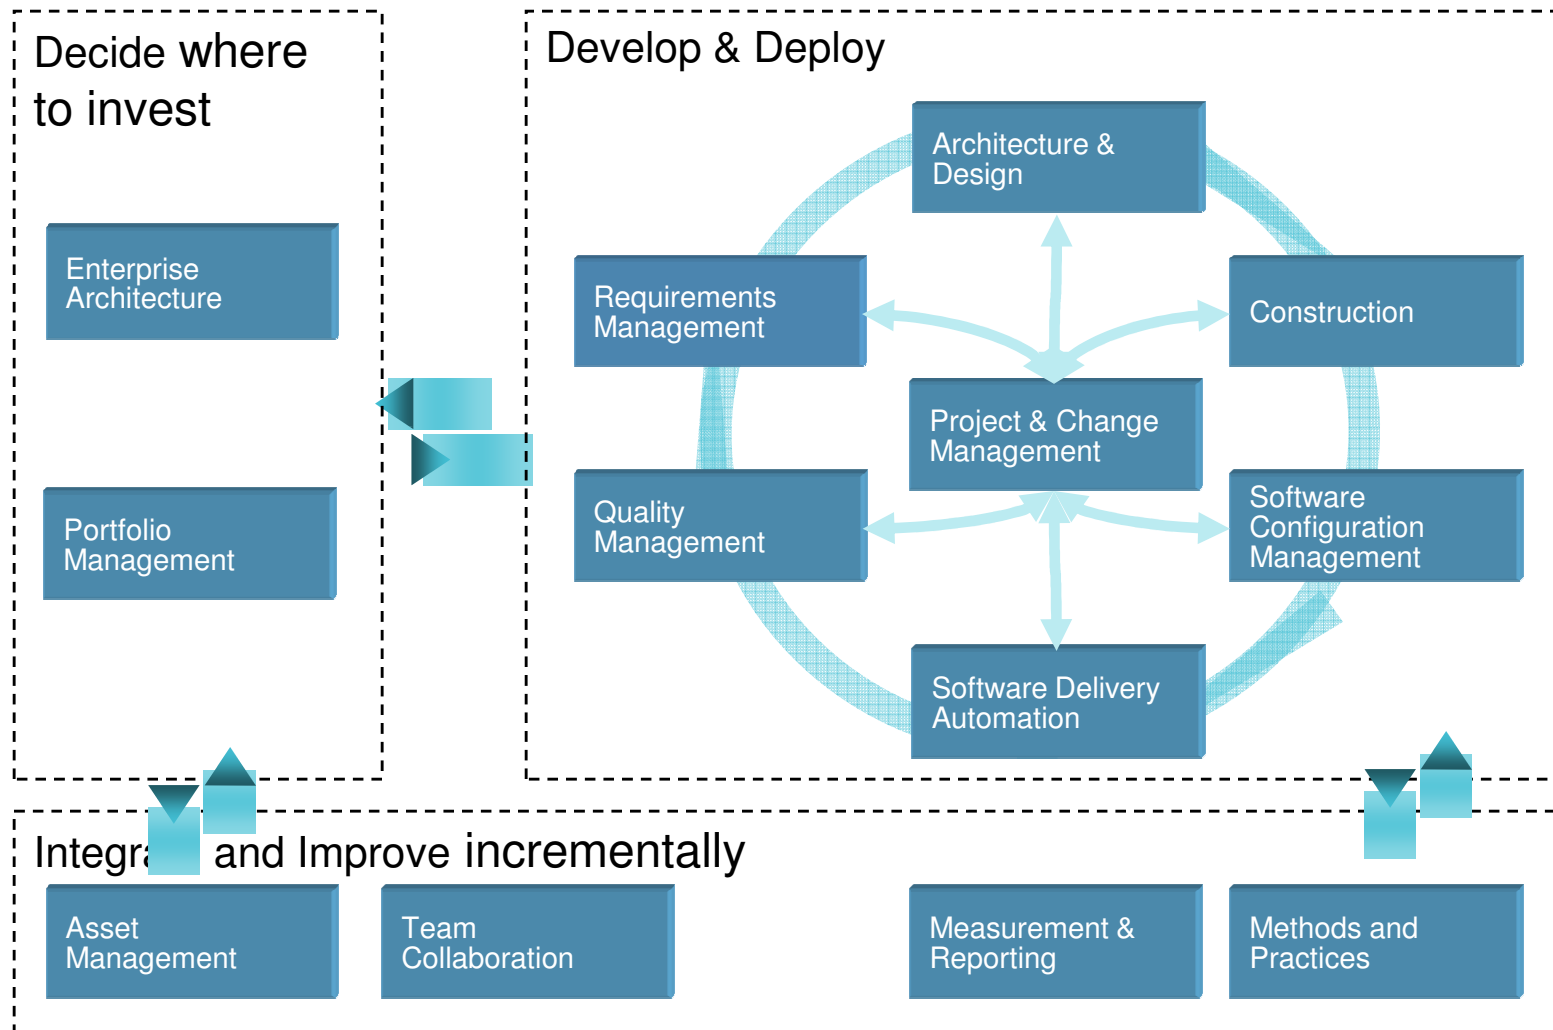 Decide where
to invest
Enterprise
Architecture
Portfolio
Management
Develop & Deploy
Architecture &
Design
Requirements
Management
Construction
Project & Change
Management
Quality
Management
Software
Configuration
Management
Software Delivery
Automation
and Improve incrementally
Asset
Management
Team
Collaboration
Measurement &
Reporting
Methods and
Practices